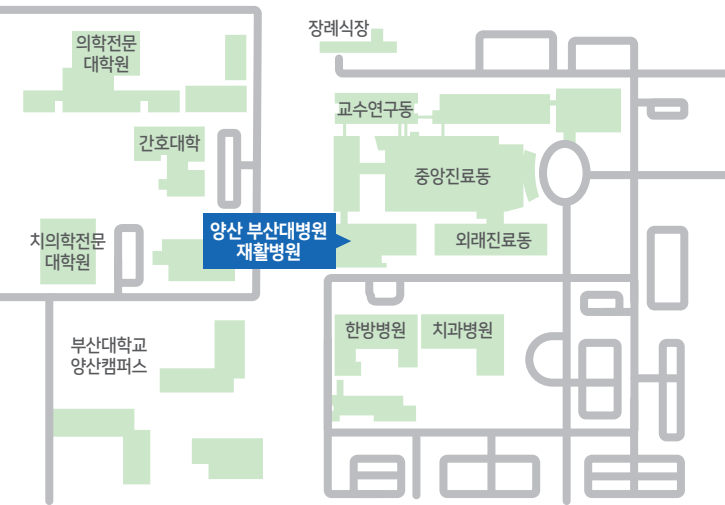 장례식장
의학전문
대학원
교수연구동
간호대학
중앙진료동
양산 부산대병원
재활병원
치의학전문
대학원
외래진료동
한방병원
치과병원
부산대학교
양산캠퍼스